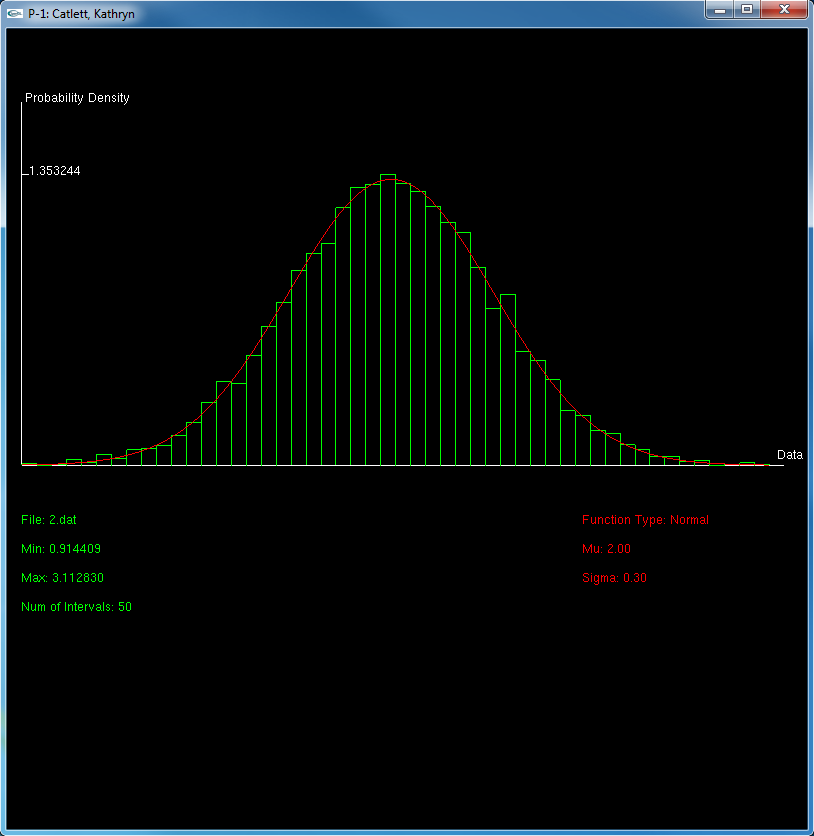 P-1: Catlett, Kathryn
Probability Density
1.353244
Data
File: 2.dat
Min: 0.914409
Max: 3.112830
Num of Intervals: 50
Function Type: Normal
Mu: 2.00
Sigma: 0.30